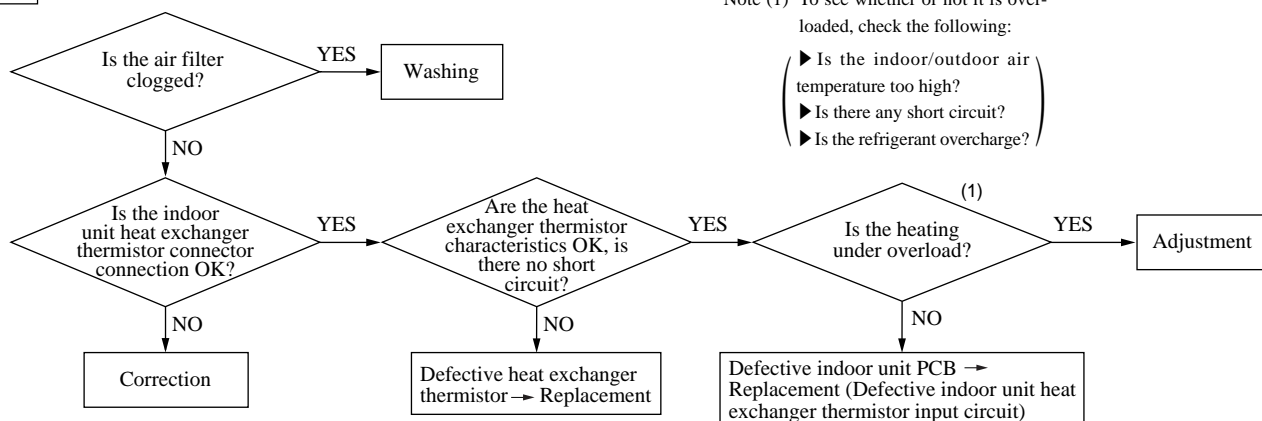 Note (1) To see whether or not it is over-
loaded, check the following:
▶ Is the indoor/outdoor air
temperature too high?
▶ Is there any short circuit?
▶ Is the refrigerant overcharge?
Is the air filter
clogged?
YES
Washing
NO
Is the indoor
unit heat exchanger
thermistor connector
connection OK?
YES
Are the heat
exchanger thermistor
characteristics OK, is
there no short
circuit?
YES
(1)
Is the heating
under overload?
YES
Adjustment
NO
NO
NO
Correction
Defective heat exchanger
thermistor → Replacement
Defective indoor unit PCB →
Replacement (Defective indoor unit heat
exchanger thermistor input circuit)